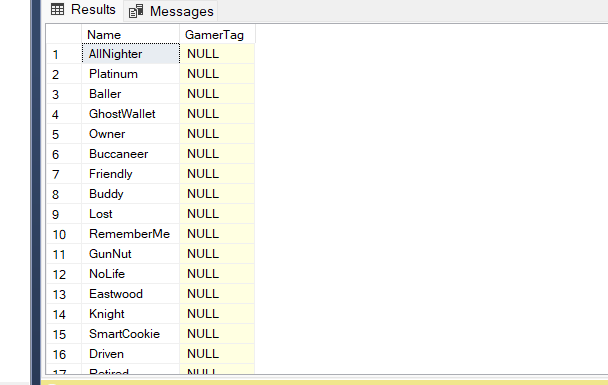 Results Messages
Name GamerTag
1 AllNighter NULL
2 Platinum NULL
3 Baller NULL
4 GhostWallet NULL
5 Owner NULL
6 Buccaneer NULL
7 Friendly NULL
8 Buddy NULL
9 Lost NULL
10 RememberMe NULL
11 GunNut NULL
12 NoLife NULL
13 Eastwood NULL
14 Knight NULL
15 SmartCookie NULL
16 Driven NULL
17 Retired NULL